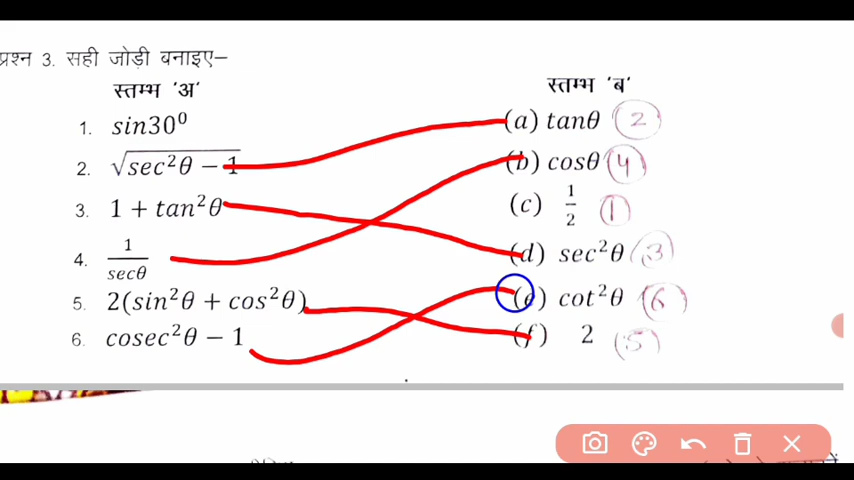 प्रश्न 3. सही जोड़ी बनाइए–
स्तम्भ 'अ' स्तम्भ 'ब'
1. sin30⁰ (a) tanθ 2
2. √(sec²θ − 1) (b) cosθ 4
3. 1 + tan²θ (c) 1/2 1
4. 1/secθ (d) sec²θ 3
5. 2(sin²θ + cos²θ) (e) cot²θ 6
6. cosec²θ − 1 (f) 2 5